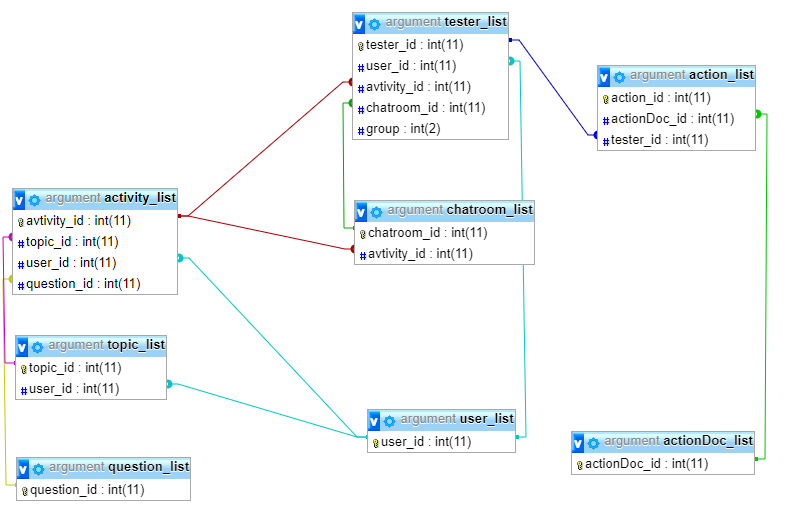 argument tester_list
tester_id : int(11)
# user_id : int(11)
# avtivity_id : int(11)
# chatroom_id : int(11)
# group : int(2)
argument action_list
action_id : int(11)
# actionDoc_id : int(11)
# tester_id : int(11)
argument activity_list
avtivity_id : int(11)
# topic_id : int(11)
# user_id : int(11)
# question_id : int(11)
argument chatroom_list
chatroom_id : int(11)
# avtivity_id : int(11)
argument topic_list
topic_id : int(11)
# user_id : int(11)
argument user_list
user_id : int(11)
argument actionDoc_list
actionDoc_id : int(11)
argument question_list
question_id : int(11)